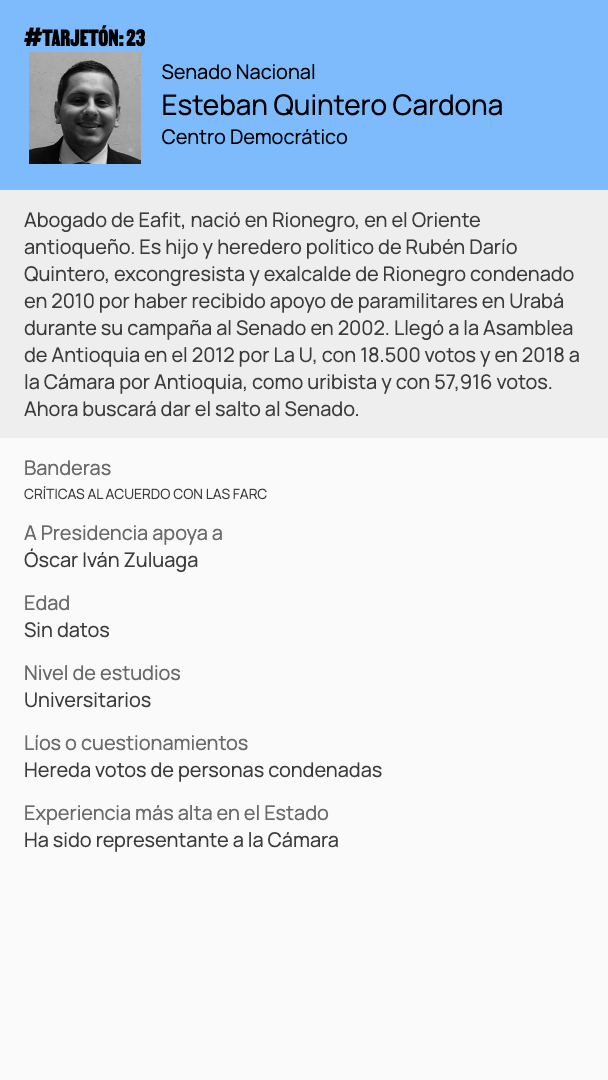 #TARJETÓN: 23
Senado Nacional
Esteban Quintero Cardona
Centro Democrático
Abogado de Eafit, nació en Rionegro, en el Oriente
antioqueño. Es hijo y heredero político de Rubén Darío
Quintero, excongresista y exalcalde de Rionegro condenado
en 2010 por haber recibido apoyo de paramilitares en Urabá
durante su campaña al Senado en 2002. Llegó a la Asamblea
de Antioquia en el 2012 por La U, con 18.500 votos y en 2018 a
la Cámara por Antioquia, como uribista y con 57,916 votos.
Ahora buscará dar el salto al Senado.
Banderas
CRÍTICAS AL ACUERDO CON LAS FARC
A Presidencia apoya a
Óscar Iván Zuluaga
Edad
Sin datos
Nivel de estudios
Universitarios
Líos o cuestionamientos
Hereda votos de personas condenadas
Experiencia más alta en el Estado
Ha sido representante a la Cámara